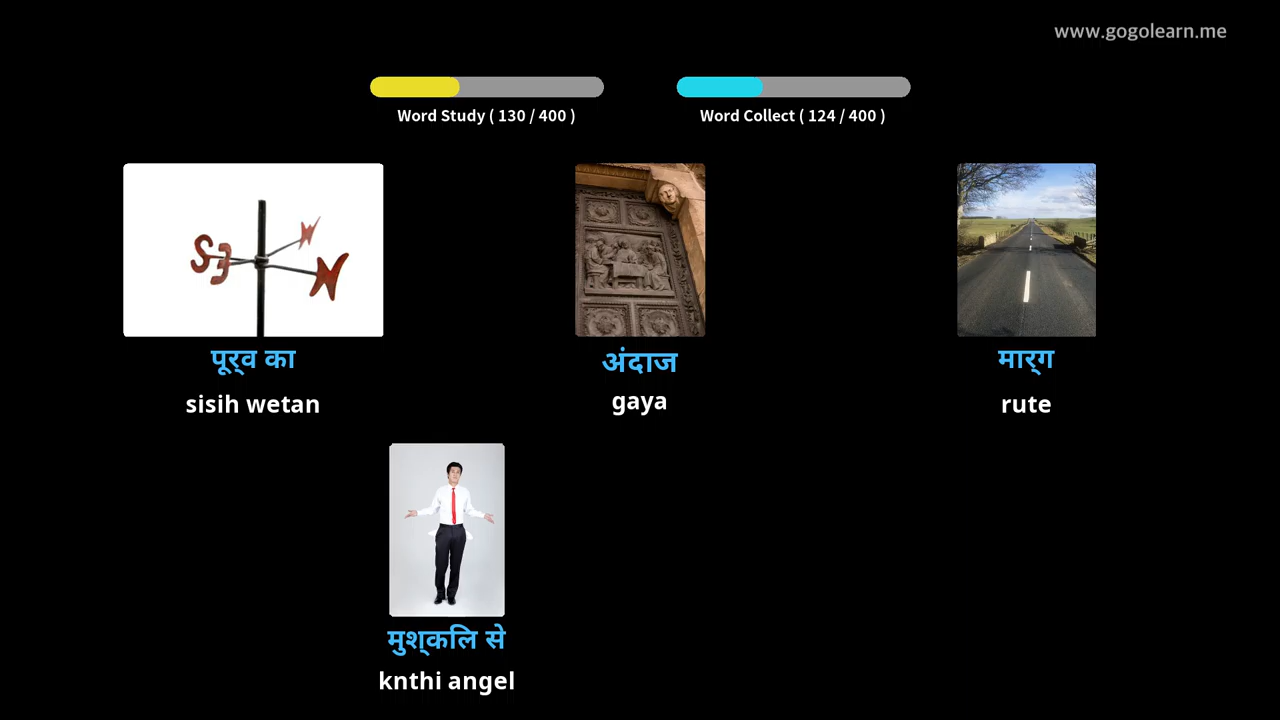 www.gogolearn.me
Word Study ( 130 / 400 )
Word Collect ( 124 / 400 )
पूर्व का
अंदाज
मार्ग
sisih wetan
gaya
rute
मुश्कलि से
knthi angel